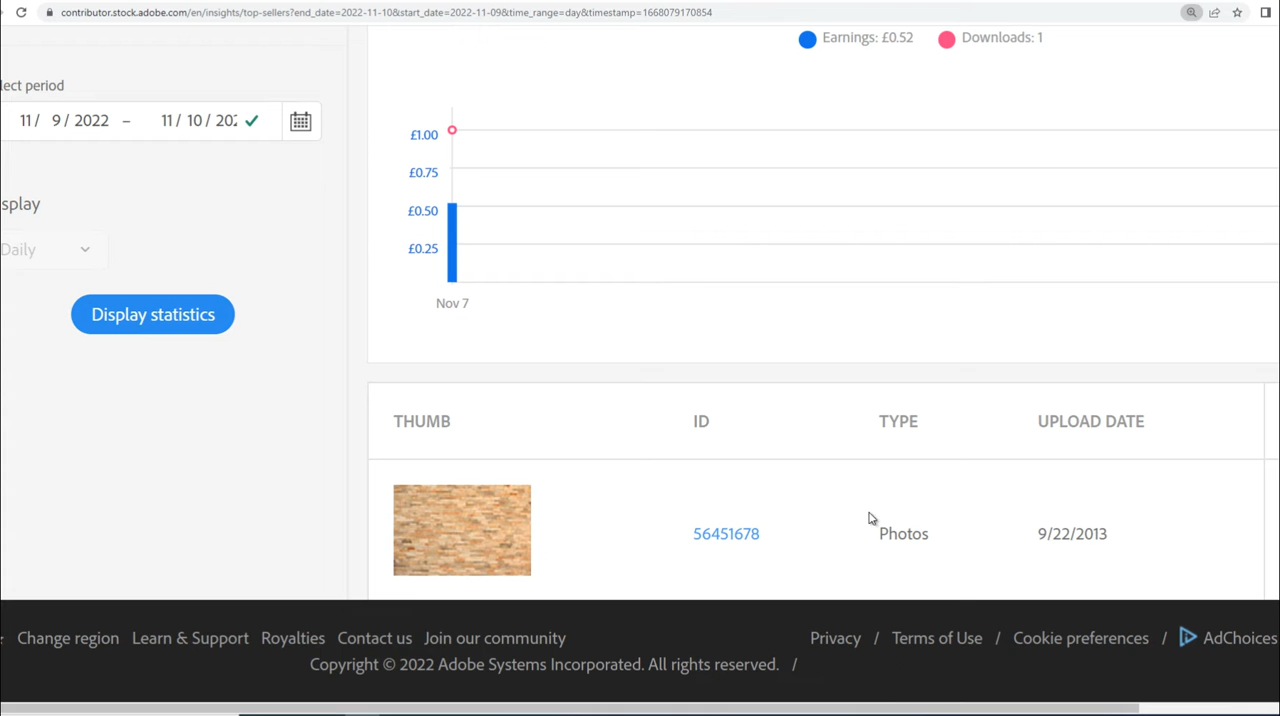 contributor.stock.adobe.com/en/insights/top-sellers?end_date=2022-11-10&start_date=2022-11-09&time_range=day&timestamp=1668079170854
Earnings: £0.52 Downloads: 1
lect period
11/ 9/ 2022 – 11/ 10/ 202
£1.00
£0.75
£0.50
£0.25
Nov 7
splay
Daily
Display statistics
THUMB ID TYPE UPLOAD DATE
56451678 Photos 9/22/2013
Change region Learn & Support Royalties Contact us Join our community Privacy / Terms of Use / Cookie preferences / AdChoices
Copyright © 2022 Adobe Systems Incorporated. All rights reserved. /